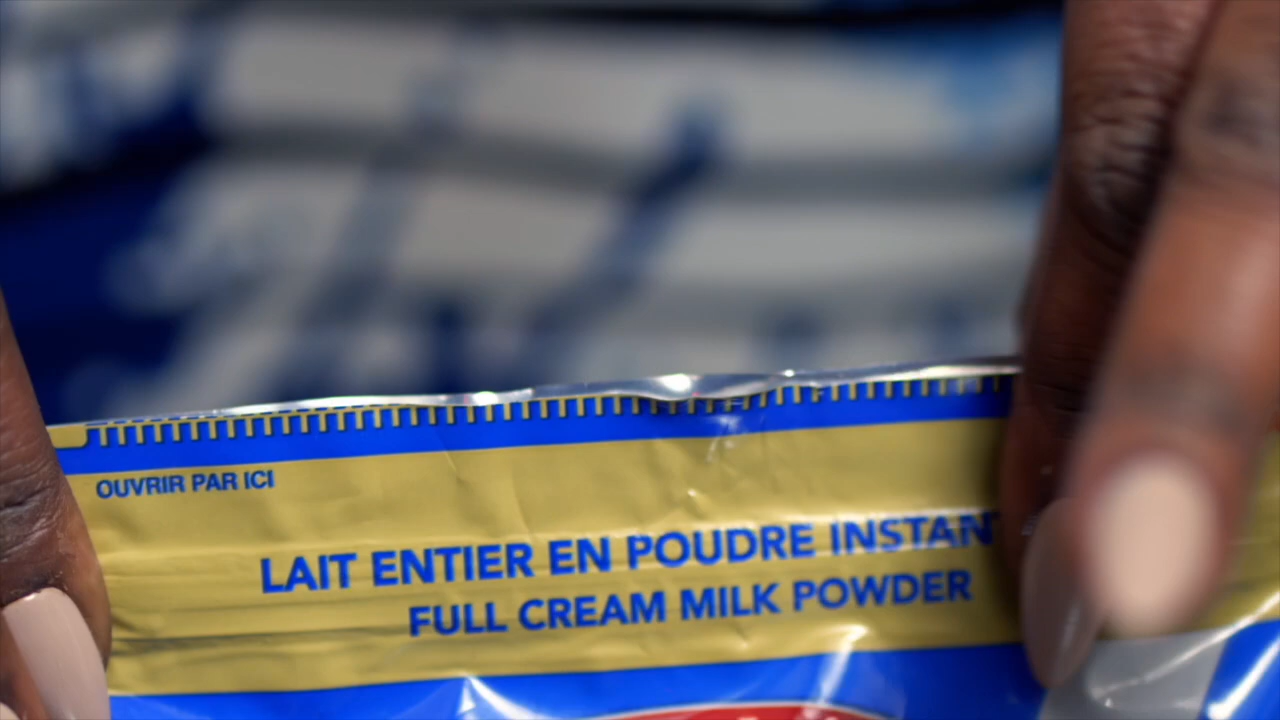 OUVRIR PAR ICI
LAIT ENTIER EN POUDRE INSTAN
FULL CREAM MILK POWDER